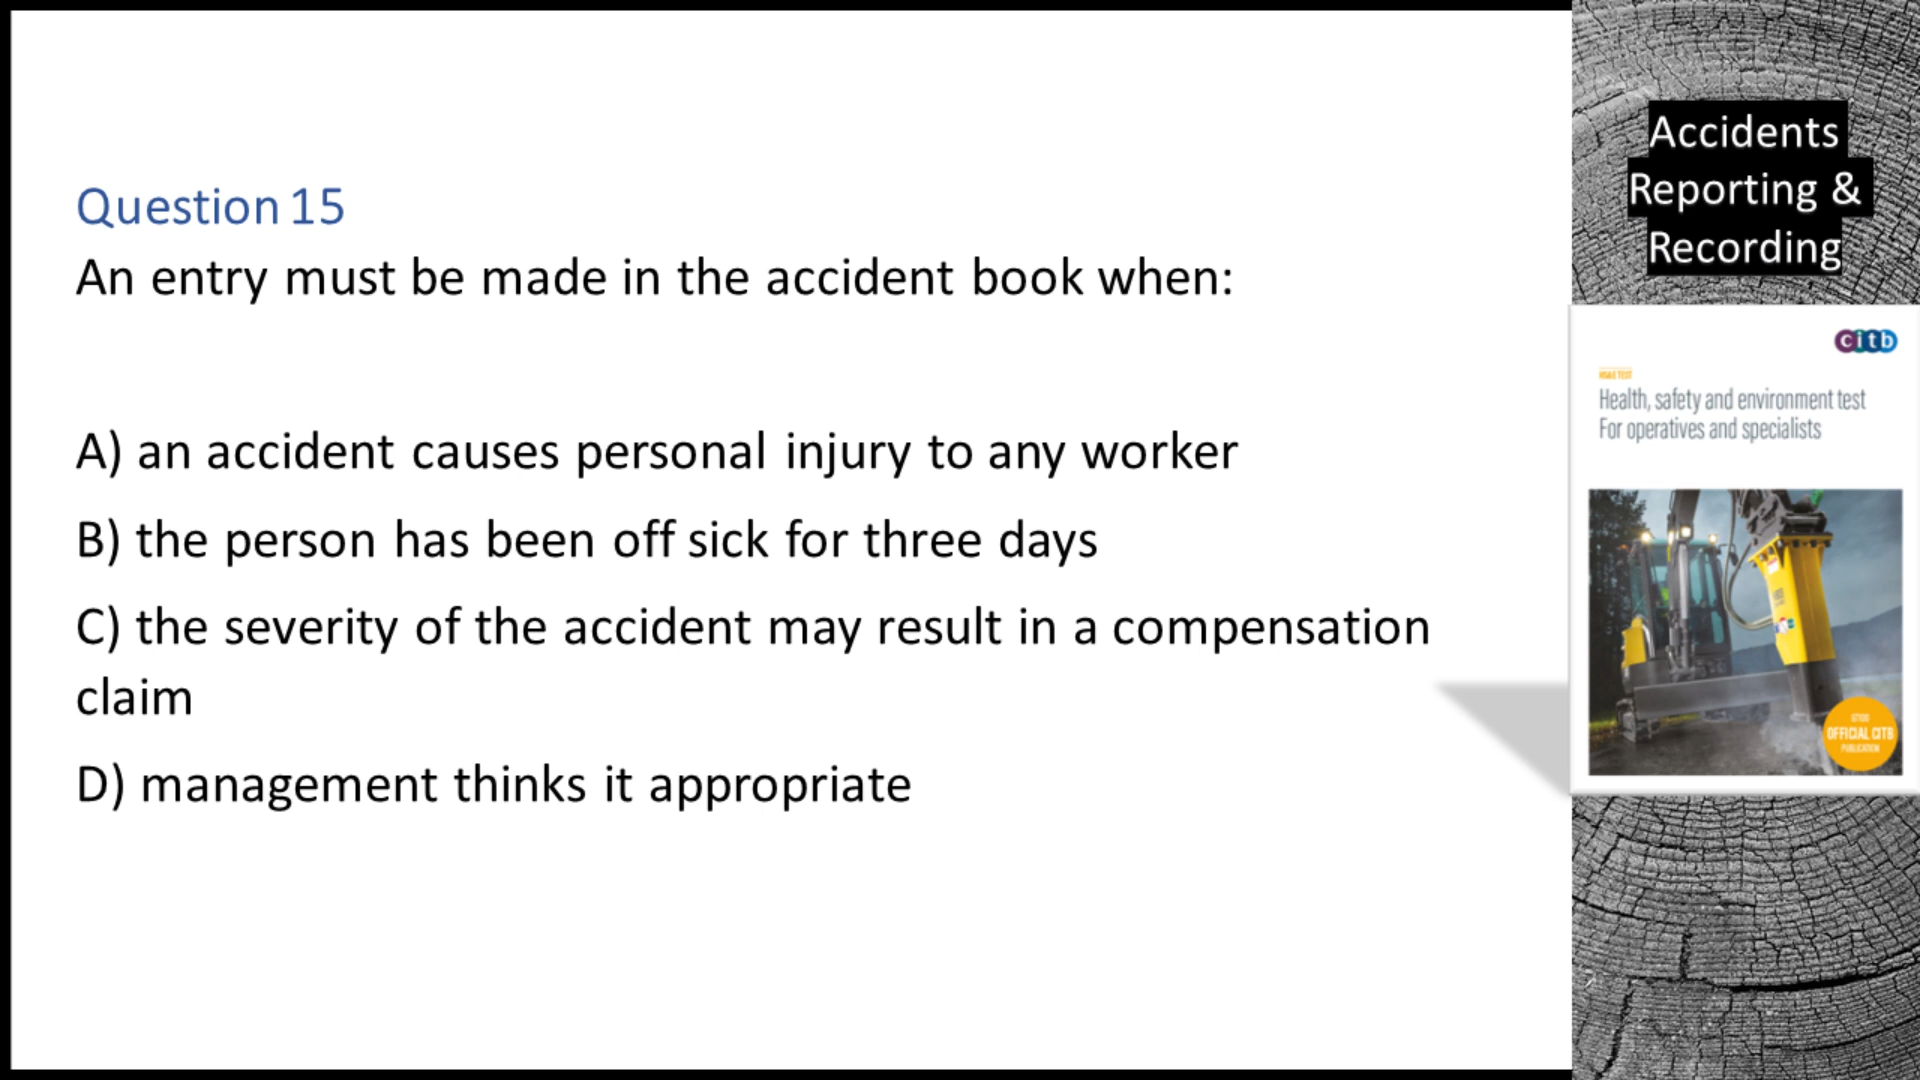 Question 15
An entry must be made in the accident book when:
A) an accident causes personal injury to any worker
B) the person has been off sick for three days
C) the severity of the accident may result in a compensation
claim
D) management thinks it appropriate
Accidents
Reporting &
Recording
citb
HS&E TEST
Health, safety and environment test
For operatives and specialists
OFFICIAL CITB
PUBLICATION